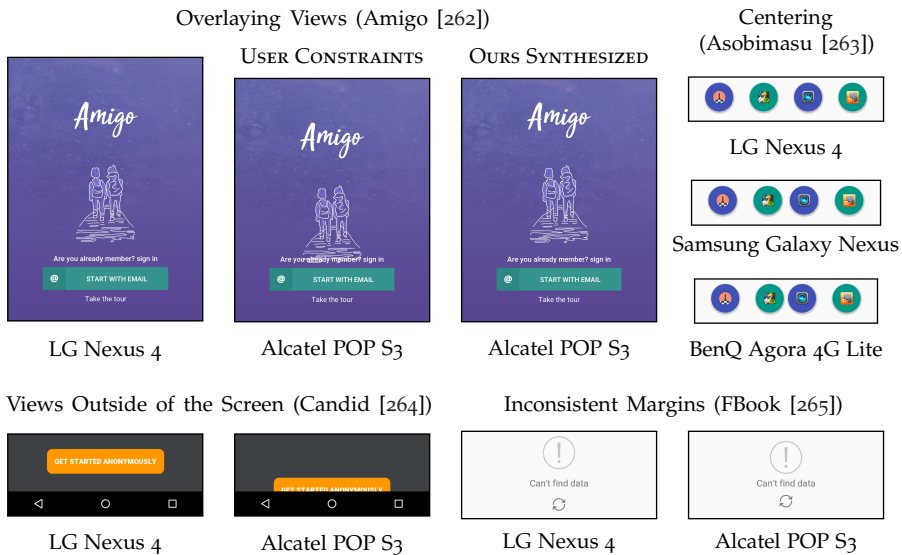 Overlaying Views (Amigo [262])
USER CONSTRAINTS
OURS SYNTHESIZED
Amigo
Are you already member? sign in
@ START WITH EMAIL
Take the tour
LG Nexus 4
Amigo
Are you already member? sign in
@ START WITH EMAIL
Take the tour
Alcatel POP S3
Amigo
Are you already member? sign in
@ START WITH EMAIL
Take the tour
Alcatel POP S3
Centering
(Asobimasu [263])
LG Nexus 4
Samsung Galaxy Nexus
BenQ Agora 4G Lite
Views Outside of the Screen (Candid [264])
GET STARTED ANONYMOUSLY
LG Nexus 4
GET STARTED ANONYMOUSLY
Alcatel POP S3
Inconsistent Margins (FBook [265])
!
Can't find data
LG Nexus 4
!
Can't find data
Alcatel POP S3